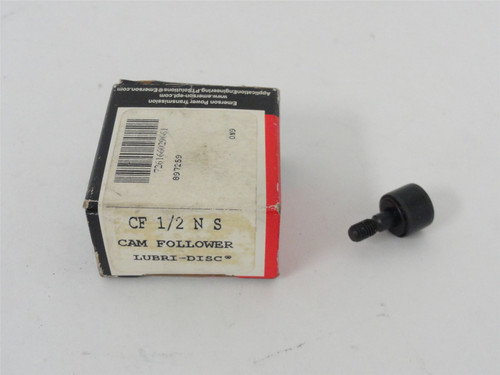 Emerson Power Transmission
www.emerson-ept.com
ApplicationEngineering.PTSolutions@Emerson.com
897259
CF 1/2 N S
CAM FOLLOWER
LUBRI-DISC®